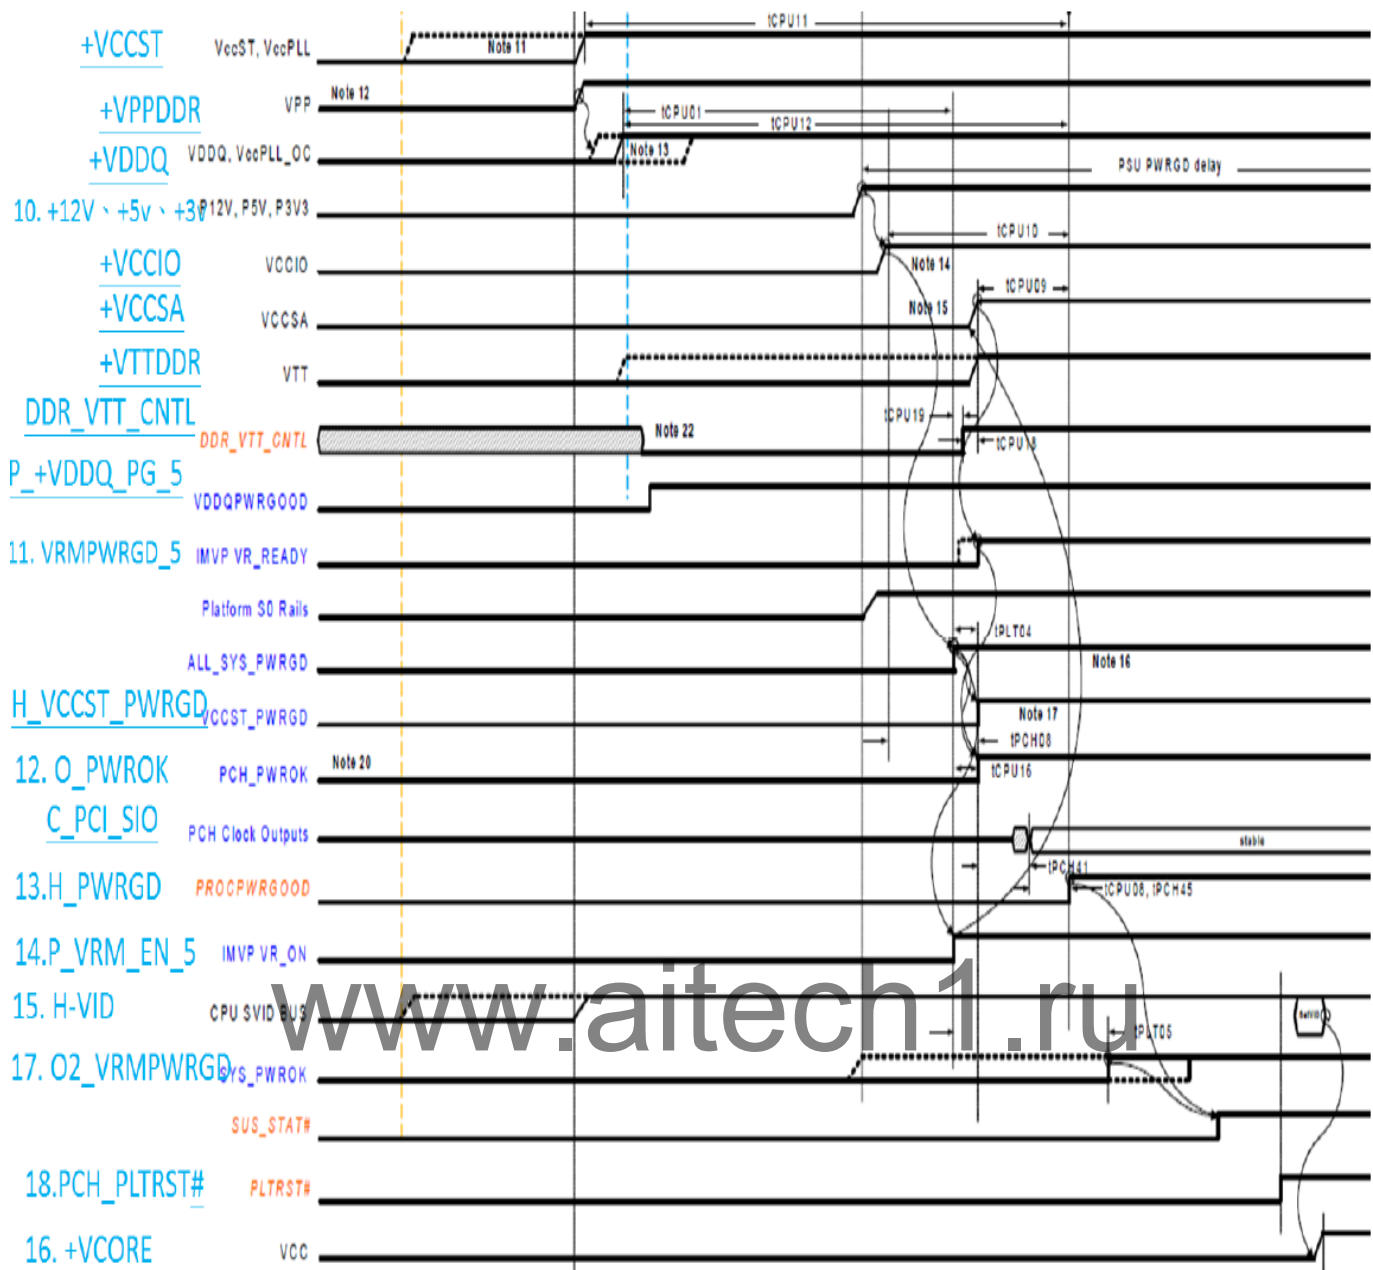 tCPU11
+VCCST VccST, VccPLL Note 11
Note 12
+VPPDDR VPP
tCPU01
tCPU12
+VDDQ VDDQ, VccPLL_OC Note 13
PSU PWRGD delay
10. +12V、+5v、+3v P12V, P5V, P3V3
tCPU10
+VCCIO VCCIO Note 14
tCPU09
+VCCSA VCCSA Note 15
+VTTDDR VTT
DDR_VTT_CNTL tCPU19
DDR_VTT_CNTL Note 22 tCPU18
P_+VDDQ_PG_5 VDDQPWRGOOD
11. VRMPWRGD_5 IMVP VR_READY
Platform S0 Rails
tPLT04
ALL_SYS_PWRGD Note 16
H_VCCST_PWRGD VCCST_PWRGD Note 17
tPCH08
12. O_PWROK PCH_PWROK Note 20 tCPU16
C_PCI_SIO PCH Clock Outputs stable
tPCH41
13.H_PWRGD PROCPWRGOOD tCPU08, tPCH45
14.P_VRM_EN_5 IMVP VR_ON
www.aitech1.ru
15. H-VID CPU SVID BUS
tPLT05
17. O2_VRMPWRGD SYS_PWROK
SUS_STAT#
18.PCH_PLTRST# PLTRST#
16. +VCORE VCC